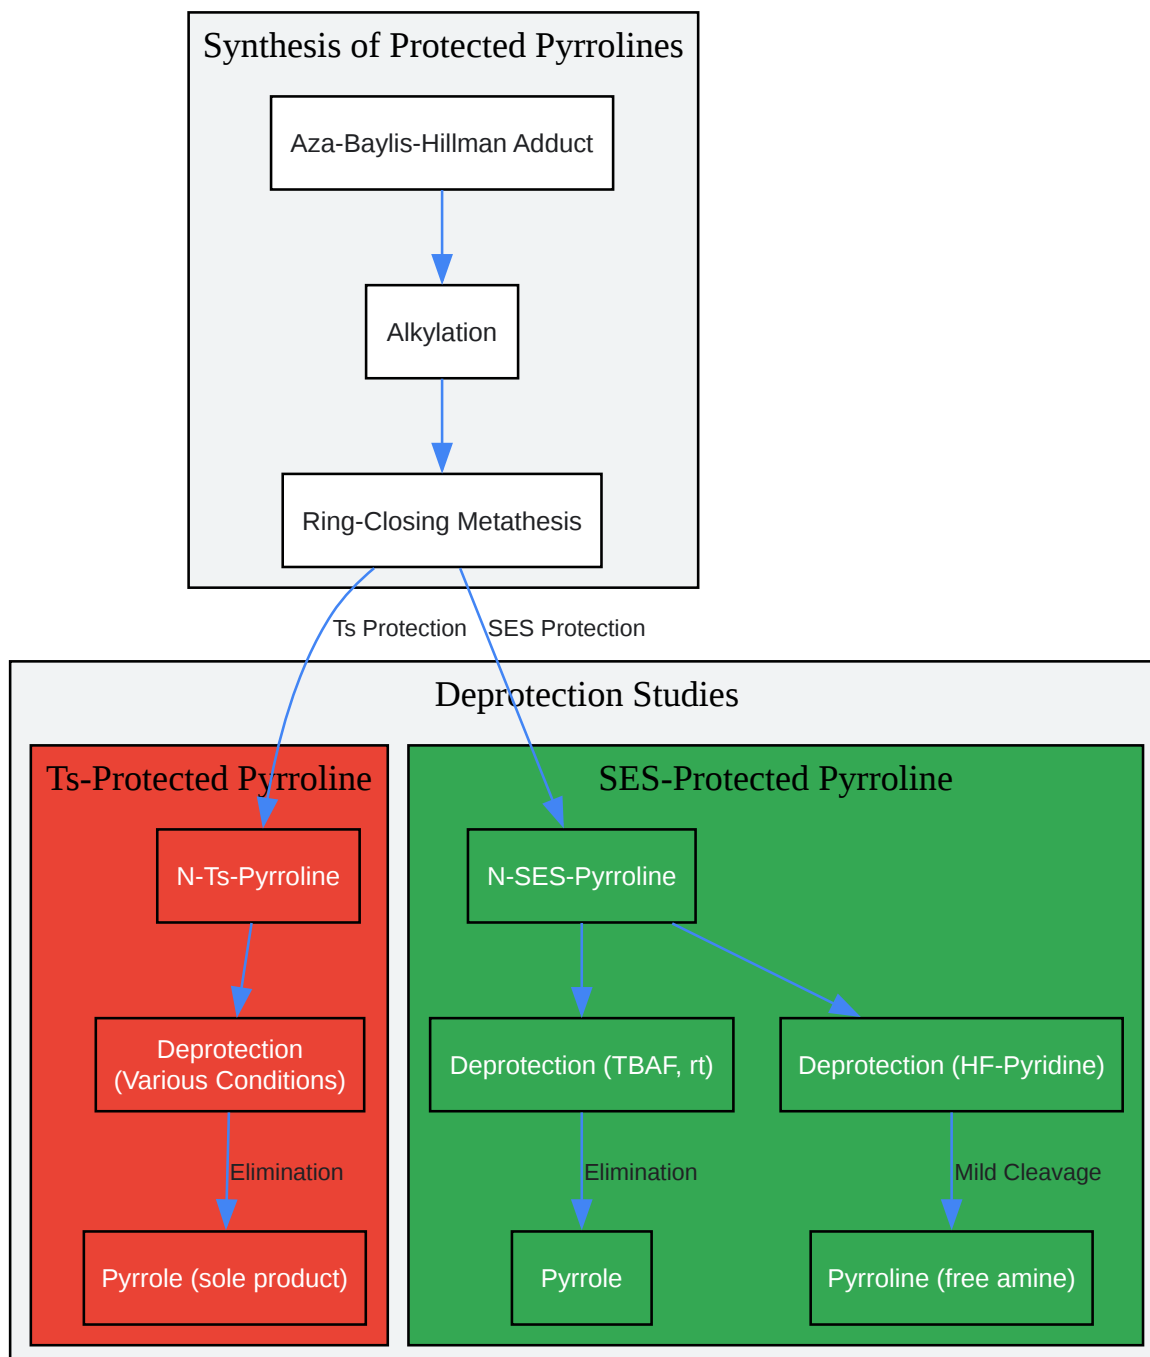 Synthesis of Protected Pyrrolines
Aza-Baylis-Hillman Adduct
Alkylation
Ring-Closing Metathesis
Ts Protection
SES Protection
Deprotection Studies
Ts-Protected Pyrroline
N-Ts-Pyrroline
Deprotection
(Various Conditions)
Elimination
Pyrrole (sole product)
SES-Protected Pyrroline
N-SES-Pyrroline
Deprotection (TBAF, rt)
Deprotection (HF-Pyridine)
Elimination
Mild Cleavage
Pyrrole
Pyrroline (free amine)